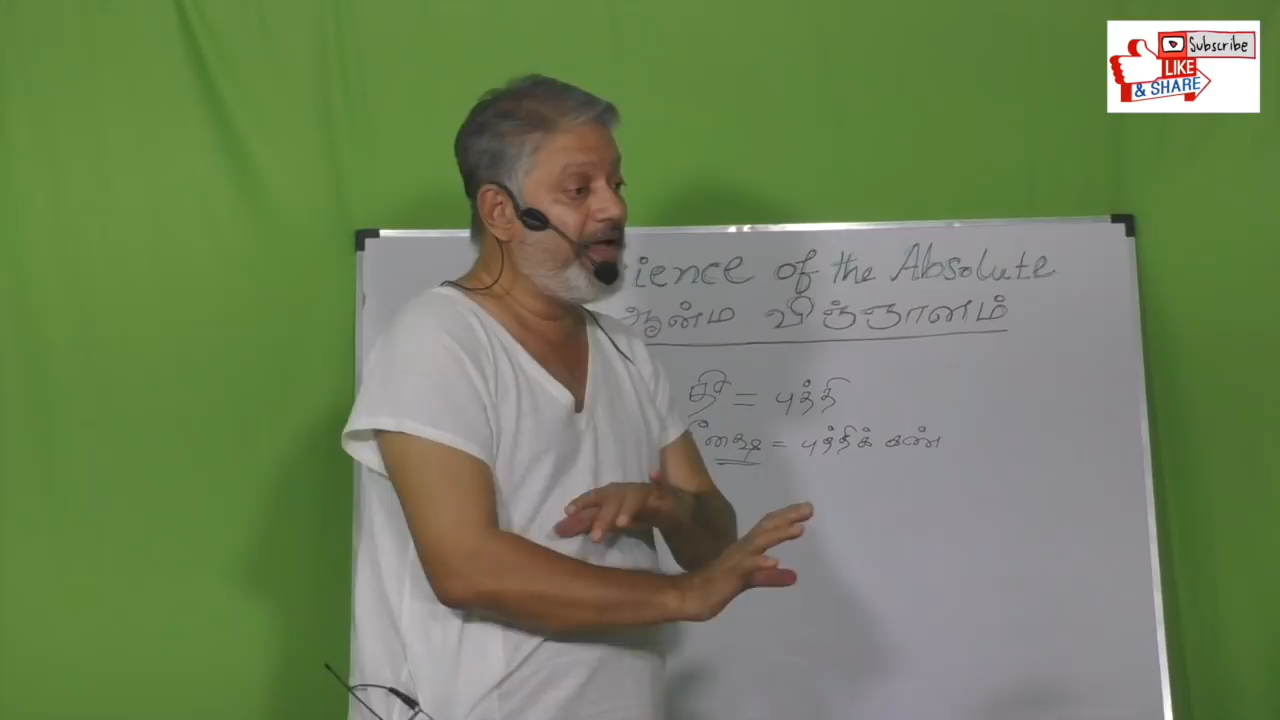 Subscribe
LIKE
& SHARE
ience of the Absolute
ஆன்ம விஞ்ஞானம்
தீ = புத்தி
= புத்திக் கண்